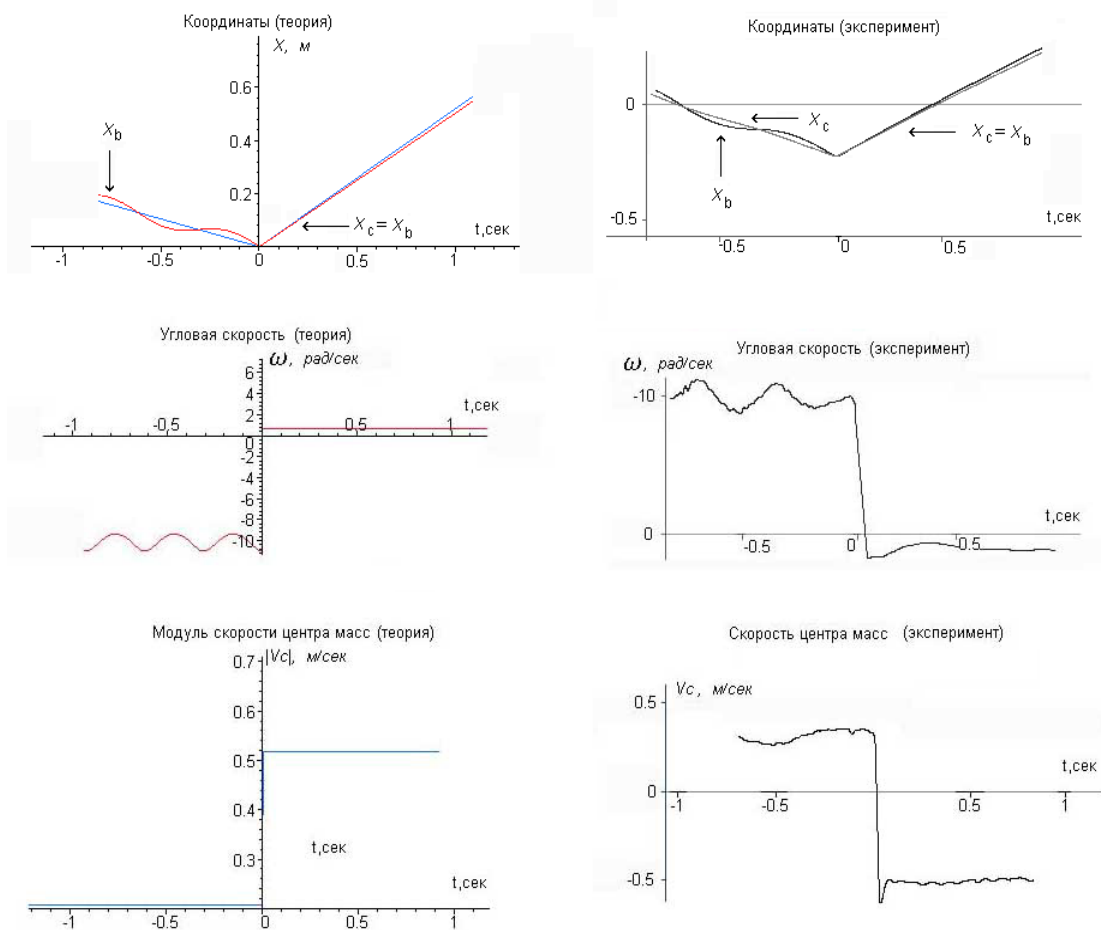 Координаты (теория)
X, м
0.6
0.4
0.2
X_b
X_c = X_b
t,сек
-1 -0.5 0 0.5 1
Координаты (эксперимент)
0
X_c
X_c = X_b
X_b
-0.5
t,сек
-0.5 0 0.5
Угловая скорость (теория)
ω, рад/сек
6
4
2
t,сек
-1 -0.5 0.5 1
0
-2
-4
-6
-8
-10
Угловая скорость (эксперимент)
ω, рад/сек
-10
t,сек
0
-0.5 0 0.5
Модуль скорости центра масс (теория)
0.7 |Vc|, м/сек
0.6
0.5
0.4
t,сек
0.3
t,сек
-1 -0.5 0 0.5 1
Скорость центра масс (эксперимент)
Vc, м/сек
0.5
t,сек
0
-1 -0.5 0.5 1
-0.5